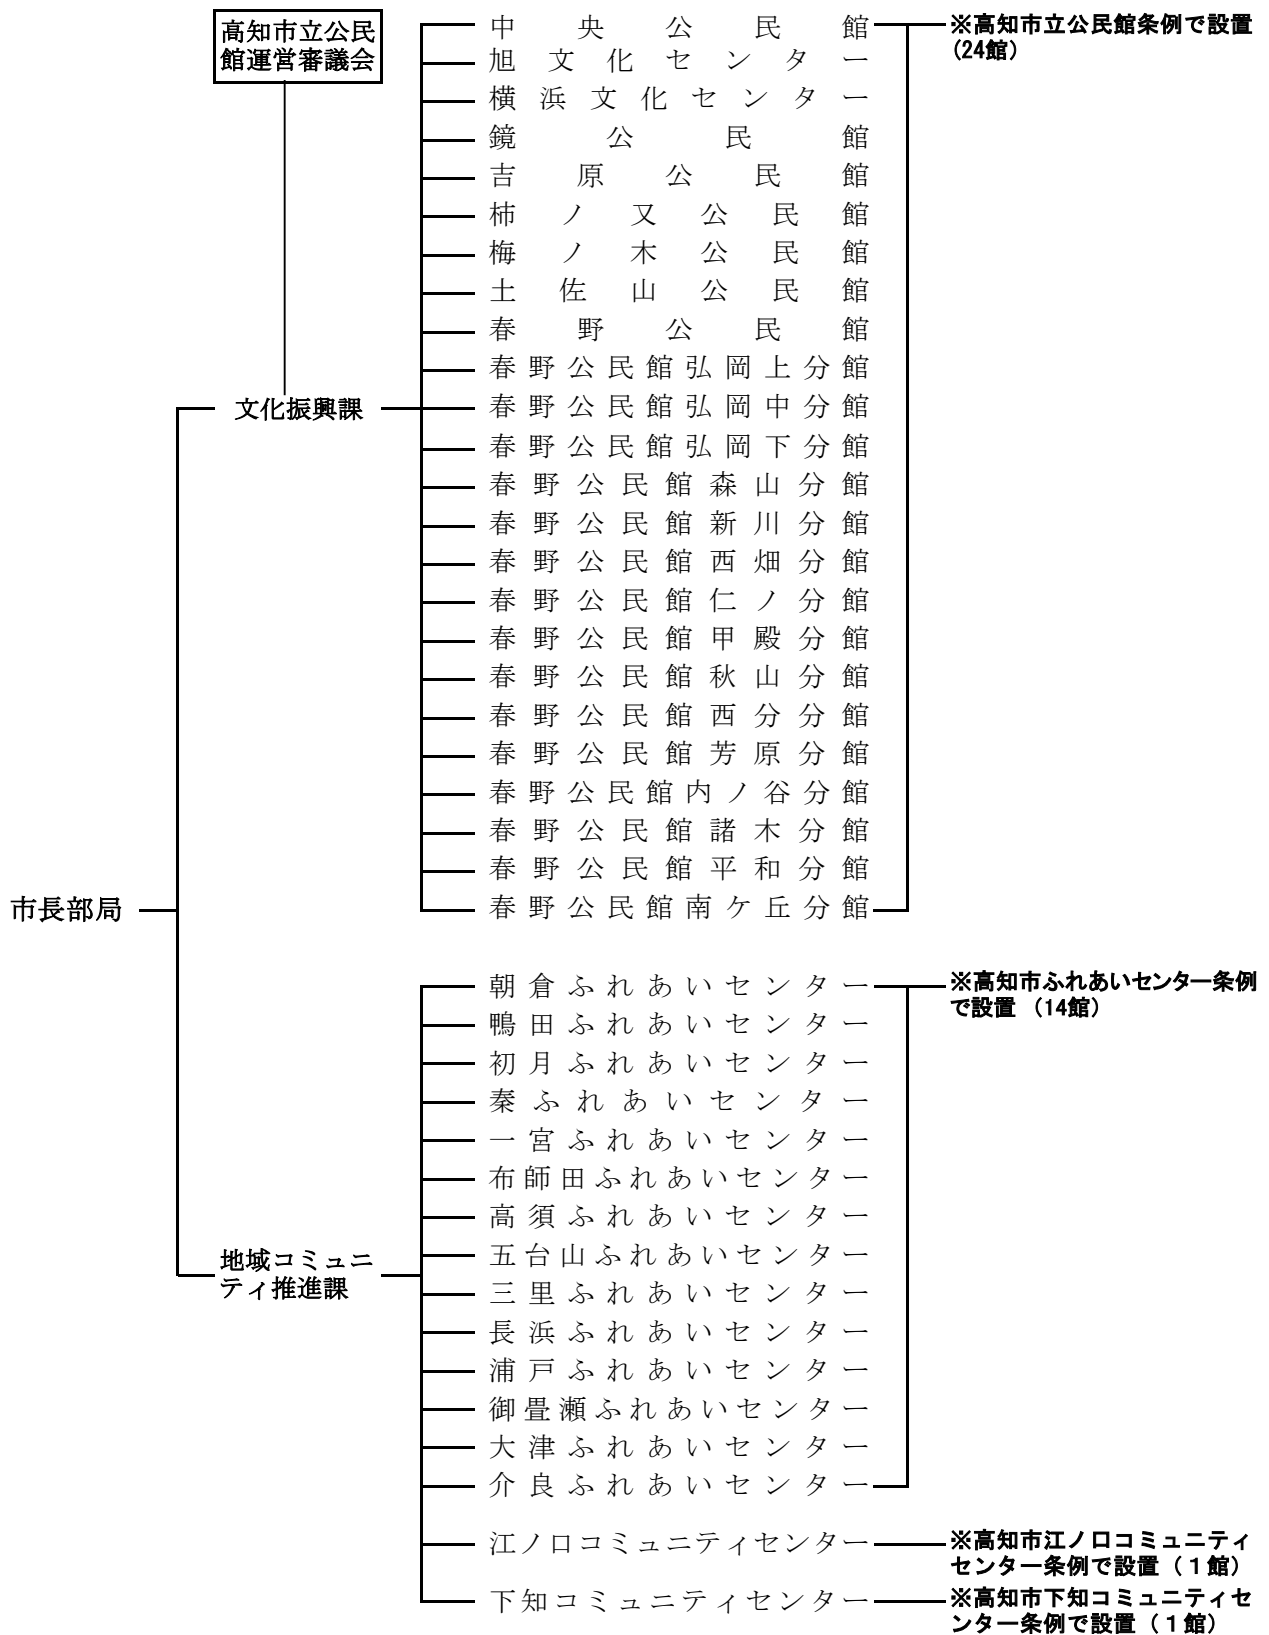 高知市立公民
館運営審議会
中央公民館
※高知市立公民館条例で設置
(24館)
旭文化センター
横浜文化センター
鏡公民館
吉原公民館
柿ノ又公民館
梅ノ木公民館
土佐山公民館
春野公民館
春野公民館弘岡上分館
文化振興課
春野公民館弘岡中分館
春野公民館弘岡下分館
春野公民館森山分館
春野公民館新川分館
春野公民館西畑分館
春野公民館仁ノ分館
春野公民館甲殿分館
春野公民館秋山分館
春野公民館西分分館
春野公民館芳原分館
春野公民館内ノ谷分館
春野公民館諸木分館
春野公民館平和分館
市長部局
春野公民館南ケ丘分館
朝倉ふれあいセンター
※高知市ふれあいセンター条例
で設置 (14館)
鴨田ふれあいセンター
初月ふれあいセンター
秦ふれあいセンター
一宮ふれあいセンター
布師田ふれあいセンター
高須ふれあいセンター
地域コミュニ
ティ推進課
五台山ふれあいセンター
三里ふれあいセンター
長浜ふれあいセンター
浦戸ふれあいセンター
御畳瀬ふれあいセンター
大津ふれあいセンター
介良ふれあいセンター
江ノ口コミュニティセンター
※高知市江ノ口コミュニティ
センター条例で設置(1館)
下知コミュニティセンター
※高知市下知コミュニティセ
ンター条例で設置(1館)